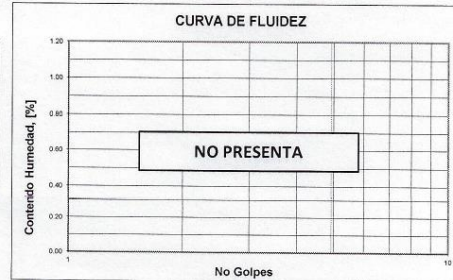 CURVA DE FLUIDEZ
Contenido Humedad, [%]
1.20
1.00
0.80
0.60
0.40
0.20
0.00
NO PRESENTA
1
10
No Golpes